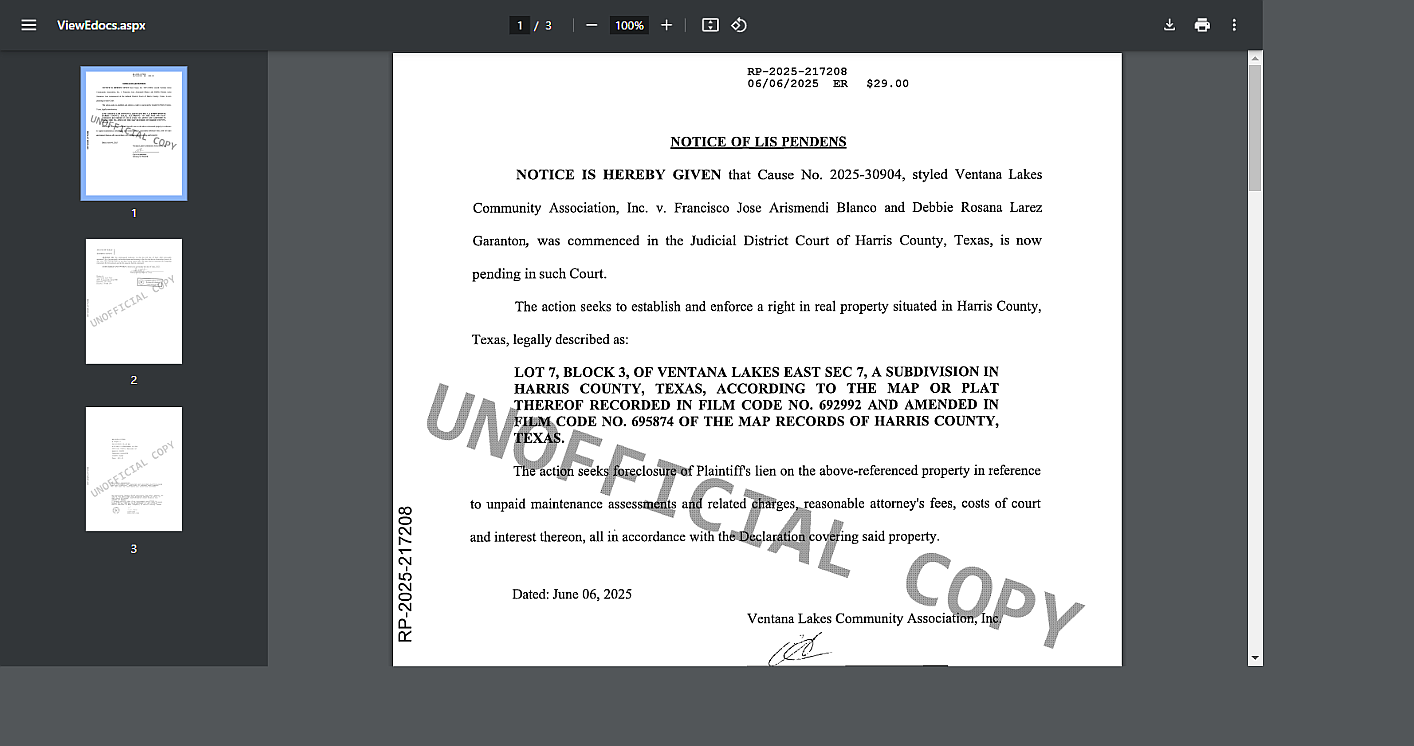 ViewEdocs.aspx
1 / 3
100%
1
2
3
RP-2025-217208
06/06/2025 ER $29.00
NOTICE OF LIS PENDENS
NOTICE IS HEREBY GIVEN that Cause No. 2025-30904, styled Ventana Lakes
Community Association, Inc. v. Francisco Jose Arismendi Blanco and Debbie Rosana Larez
Garanton, was commenced in the Judicial District Court of Harris County, Texas, is now
pending in such Court.
The action seeks to establish and enforce a right in real property situated in Harris County,
Texas, legally described as:
LOT 7, BLOCK 3, OF VENTANA LAKES EAST SEC 7, A SUBDIVISION IN
HARRIS COUNTY, TEXAS, ACCORDING TO THE MAP OR PLAT
THEREOF RECORDED IN FILM CODE NO. 692992 AND AMENDED IN
FILM CODE NO. 695874 OF THE MAP RECORDS OF HARRIS COUNTY,
TEXAS.
The action seeks foreclosure of Plaintiff's lien on the above-referenced property in reference
to unpaid maintenance assessments and related charges, reasonable attorney's fees, costs of court
and interest thereon, all in accordance with the Declaration covering said property.
Dated: June 06, 2025
Ventana Lakes Community Association, Inc.
RP-2025-217208
UNOFFICIAL COPY
UNOFFICIAL COPY
UNOFFICIAL COPY
UNOFFICIAL COPY